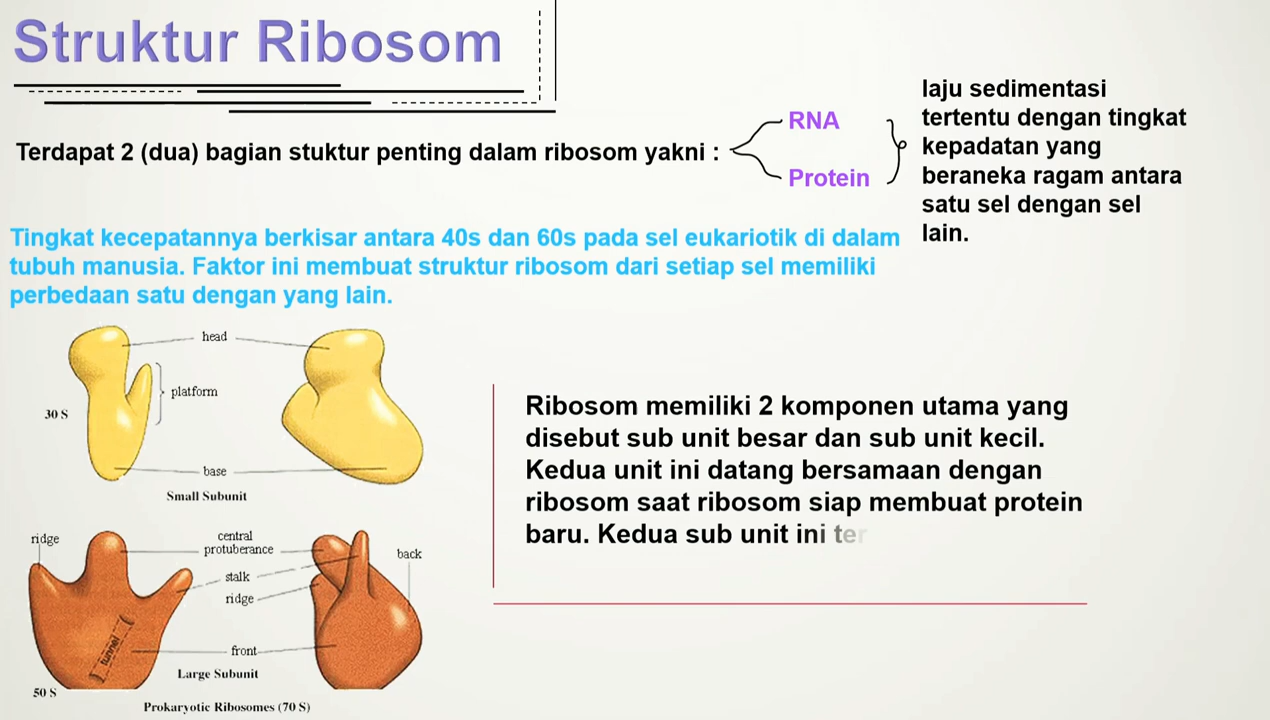 Struktur Ribosom
Terdapat 2 (dua) bagian stuktur penting dalam ribosom yakni :
RNA
Protein
laju sedimentasi
tertentu dengan tingkat
kepadatan yang
beraneka ragam antara
satu sel dengan sel
lain.
Tingkat kecepatannya berkisar antara 40s dan 60s pada sel eukariotik di dalam
tubuh manusia. Faktor ini membuat struktur ribosom dari setiap sel memiliki
perbedaan satu dengan yang lain.
head
platform
30 S
base
Small Subunit
Ribosom memiliki 2 komponen utama yang
disebut sub unit besar dan sub unit kecil.
Kedua unit ini datang bersamaan dengan
ribosom saat ribosom siap membuat protein
baru. Kedua sub unit ini ter
ridge
central
protuberance
back
stalk
ridge
tunnel
front
Large Subunit
50 S
Prokaryotic Ribosomes (70 S)